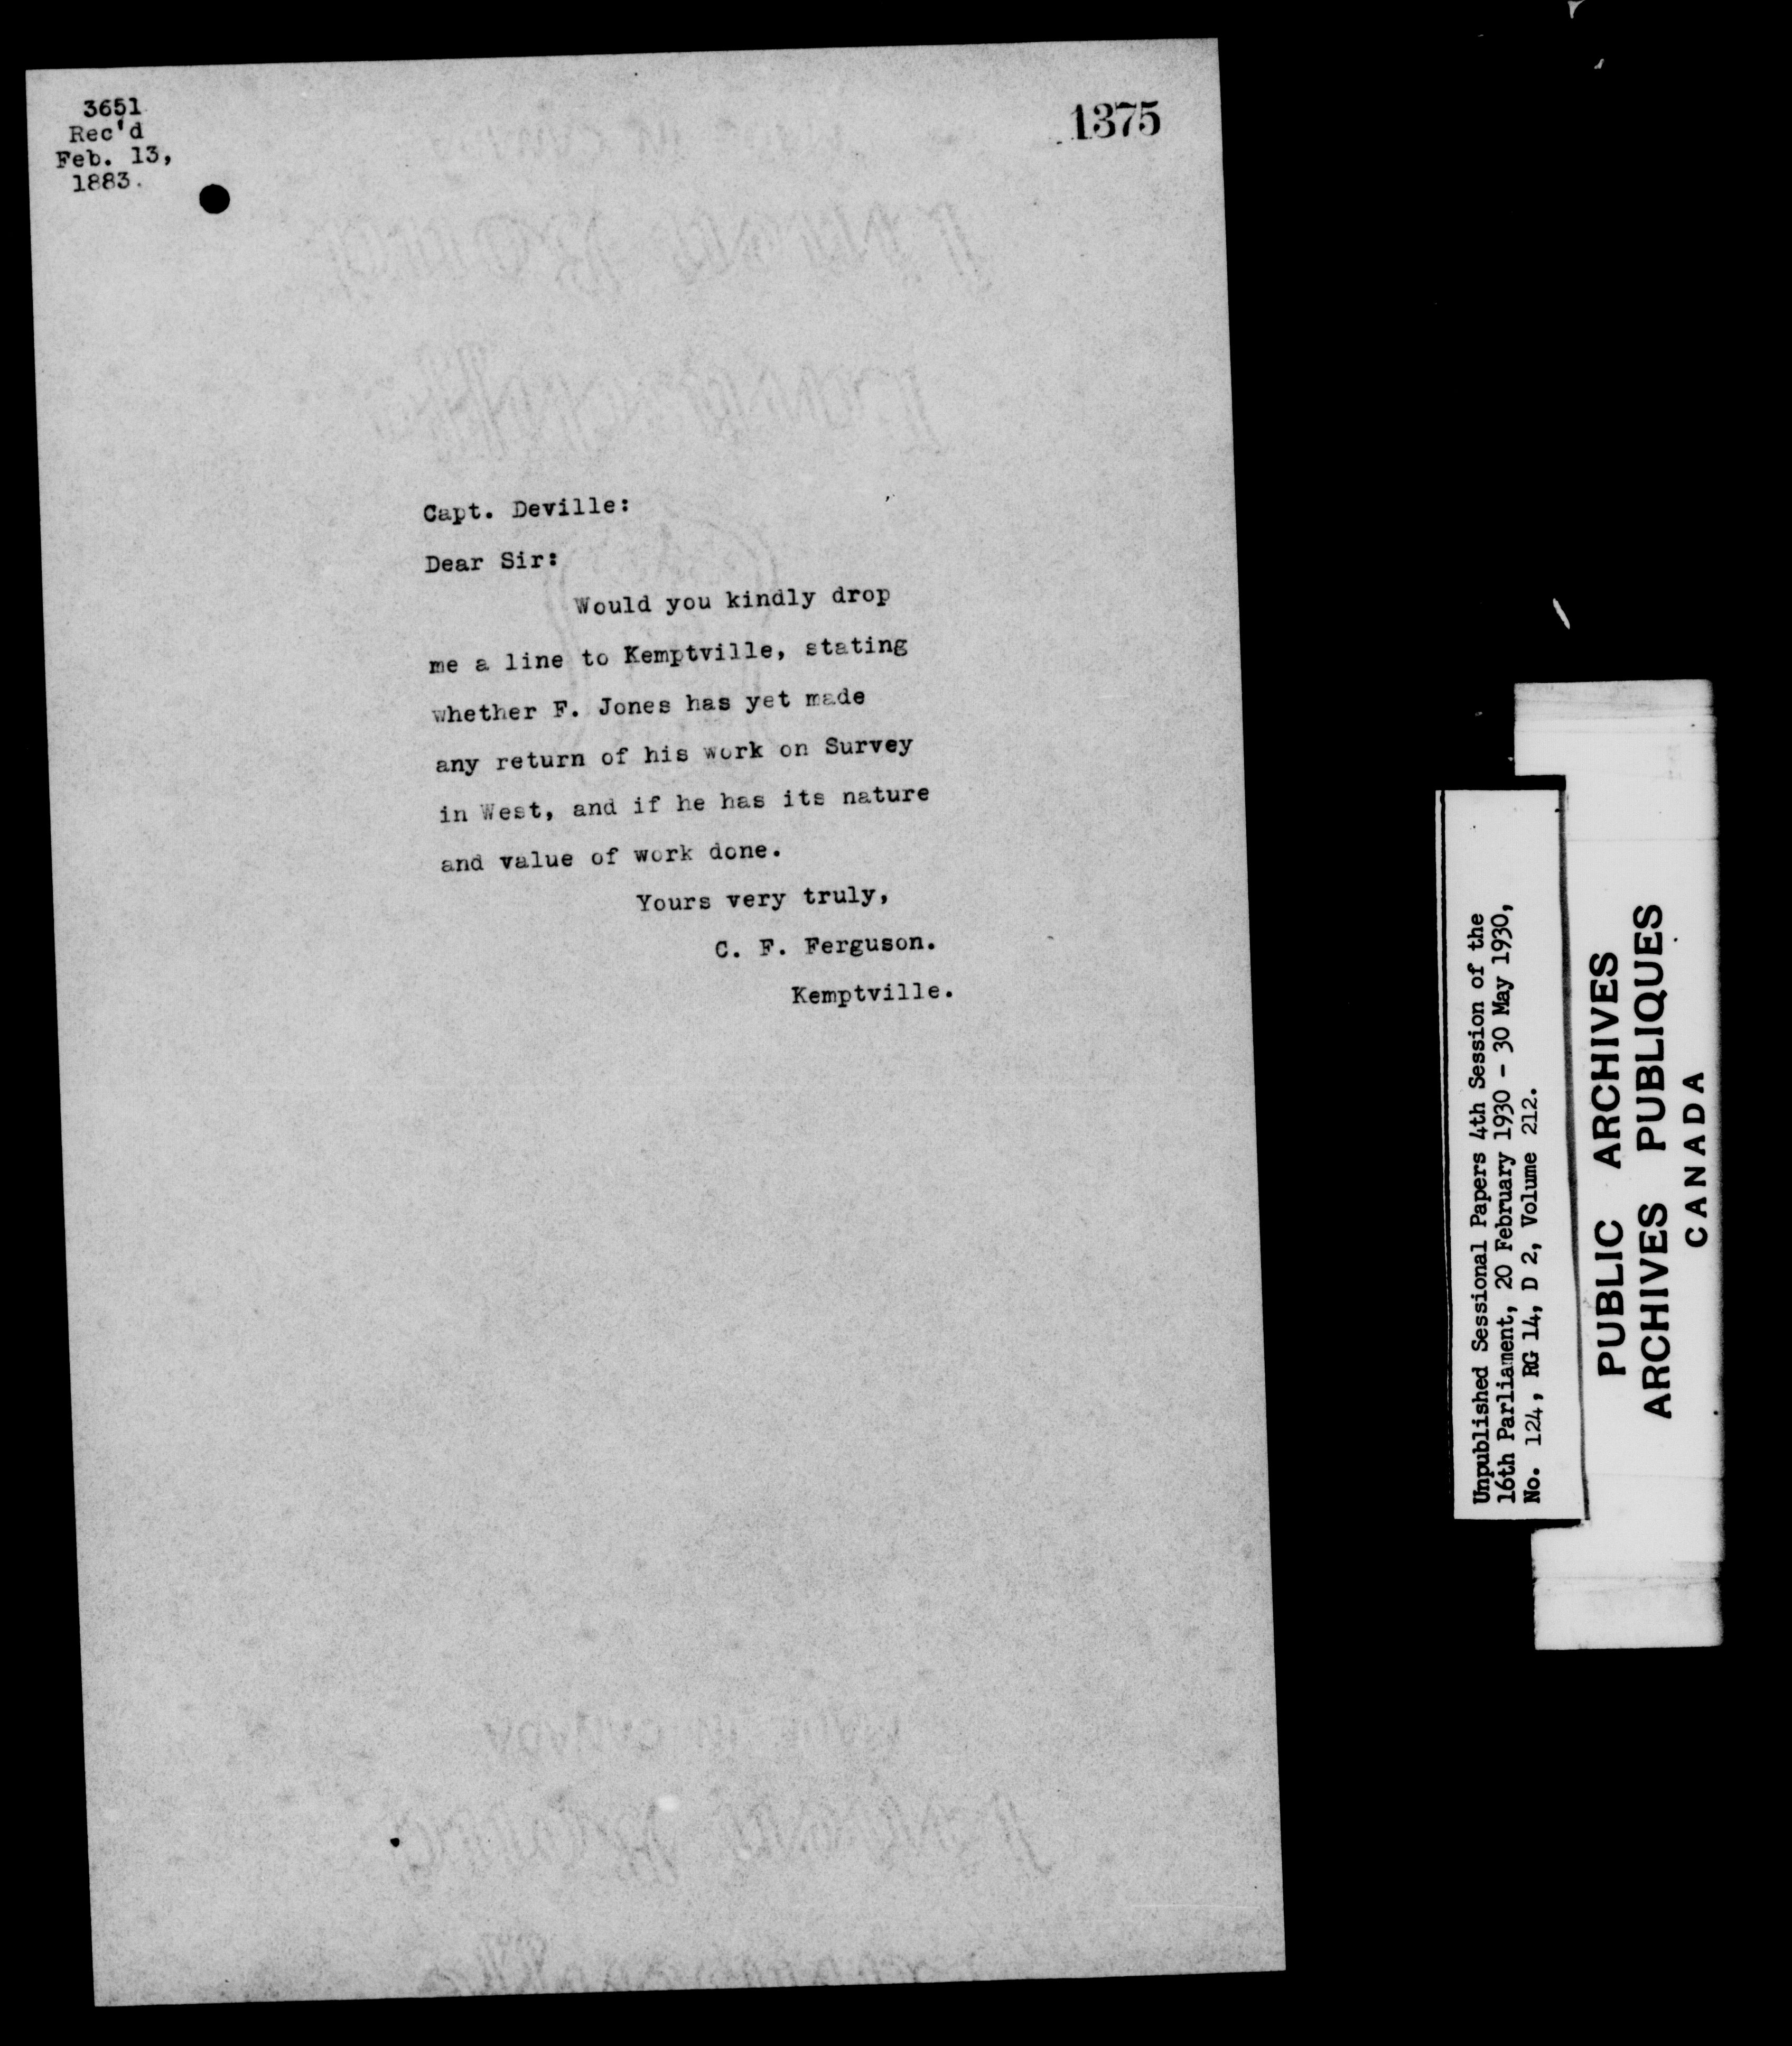 3651
Rec'd
Feb. 13,
1883.
1375
Capt. Deville:
Dear Sir:
Would you kindly drop
me a line to Kemptville, stating
whether F. Jones has yet made
any return of his work on Survey
in West, and if he has its nature
and value of work done.
Yours very truly,
C. F. Ferguson.
Kemptville.
Unpublished Sessional Papers 4th Session of the
16th Parliament, 20 February 1930 - 30 May 1930,
No. 124, RG 14, D 2, Volume 212.
PUBLIC ARCHIVES
ARCHIVES PUBLIQUES
CANADA